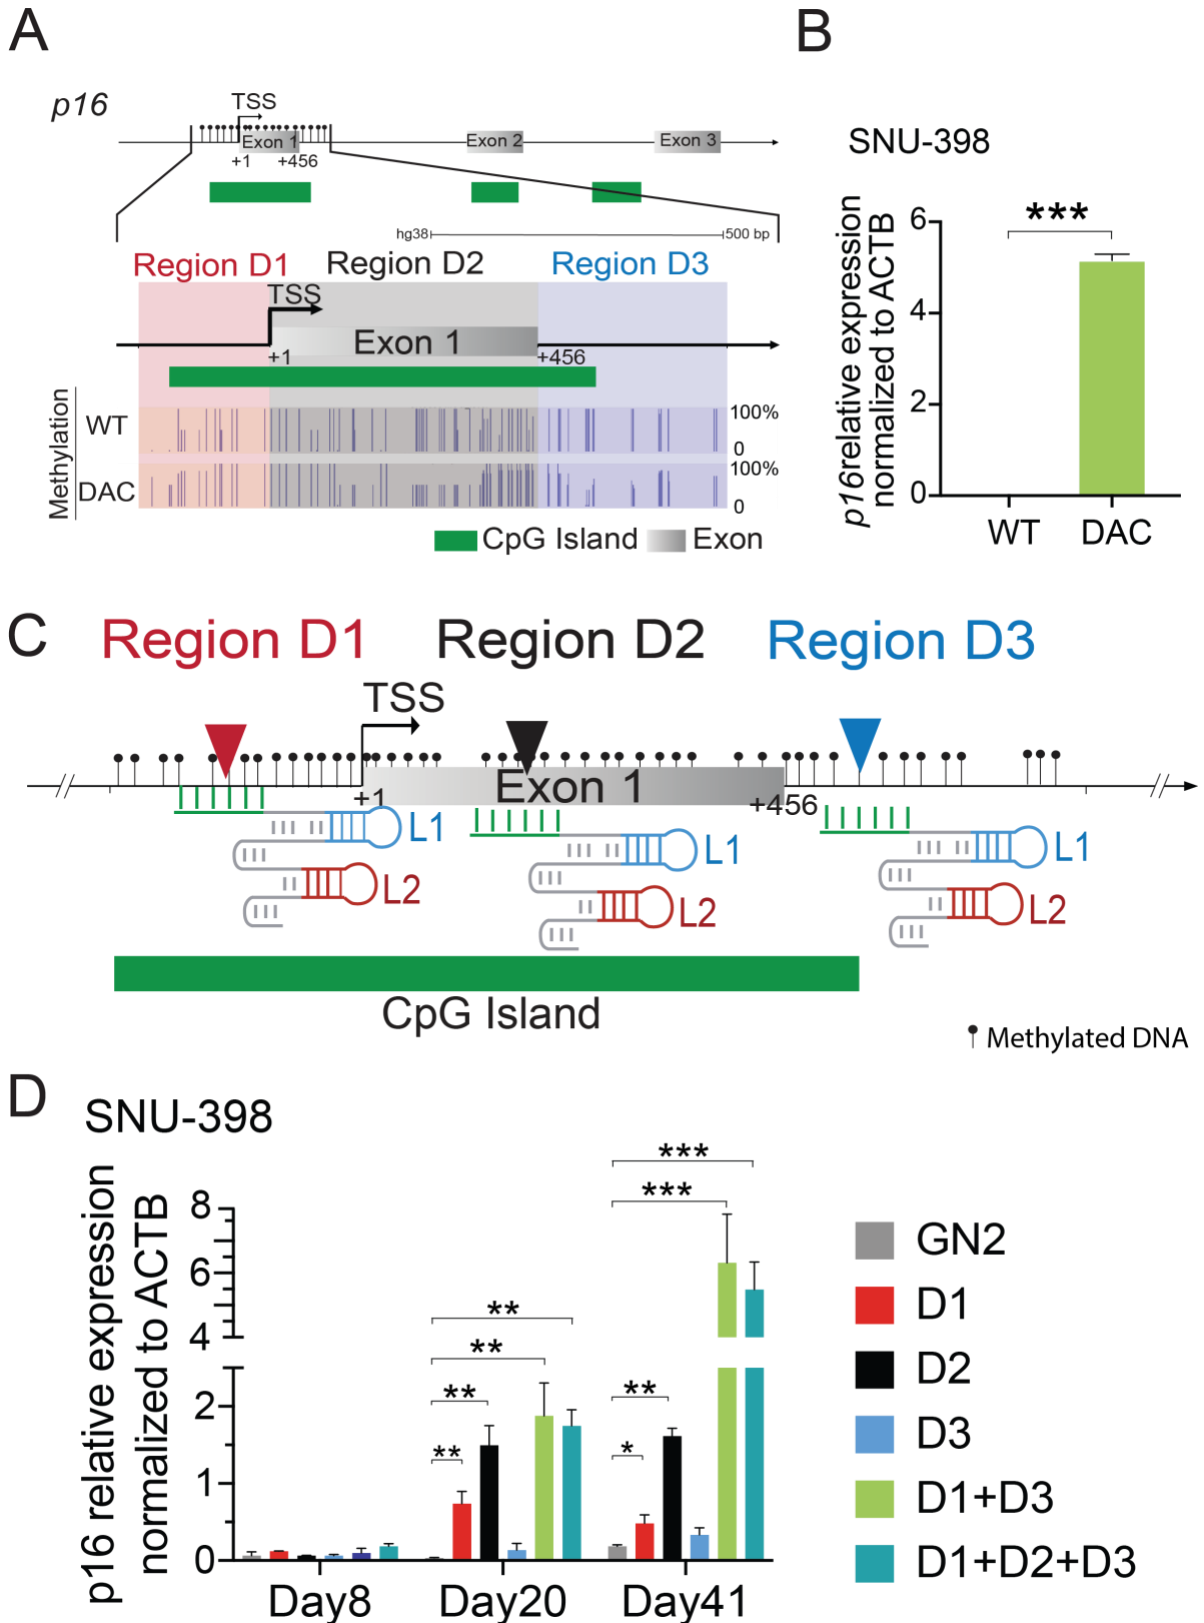 A
p16
TSS
Exon 1
Exon 2
Exon 3
+1
+456
hg38
500 bp
Region D1
Region D2
Region D3
TSS
Exon 1
+1
+456
Methylation
WT
100%
0
DAC
100%
0
CpG Island
Exon
B
SNU-398
p16relative expression
normalized to ACTB
6
4
2
0
***
WT
DAC
C
Region D1
Region D2
Region D3
TSS
Exon 1
+1
+456
L1
L2
L1
L2
L1
L2
CpG Island
Methylated DNA
D
SNU-398
p16 relative expression
normalized to ACTB
8
6
4
2
1
0
**
**
**
**
*
**
***
***
Day8
Day20
Day41
GN2
D1
D2
D3
D1+D3
D1+D2+D3